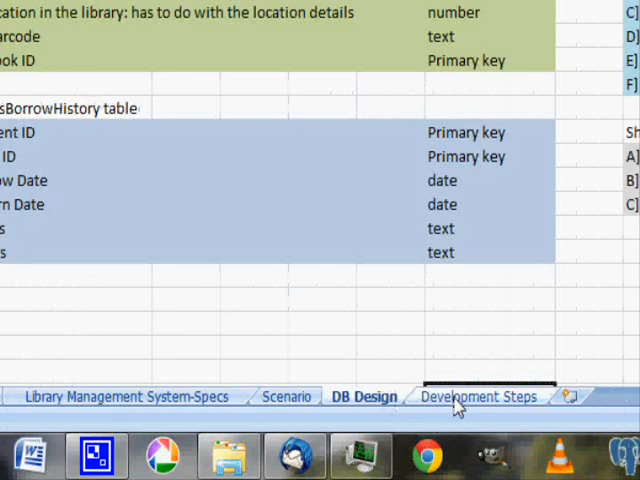 cation in the library: has to do with the location details number C]
arcode text D]
ook ID Primary key E]
F]
sBorrowHistory table
ent ID Primary key Sh
ID Primary key A]
ow Date date B]
rn Date date C]
s text
s text
Library Management System-Specs Scenario DB Design Development Steps